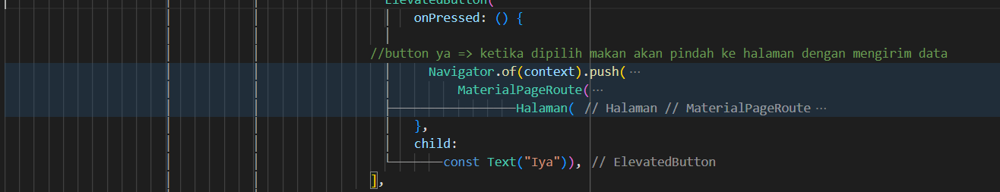 ElevatedButton(
onPressed: () {
//button ya => ketika dipilih makan akan pindah ke halaman dengan mengirim data
Navigator.of(context).push( ···
MaterialPageRoute( ···
Halaman( // Halaman // MaterialPageRoute ···
},
child:
const Text("Iya")), // ElevatedButton
],